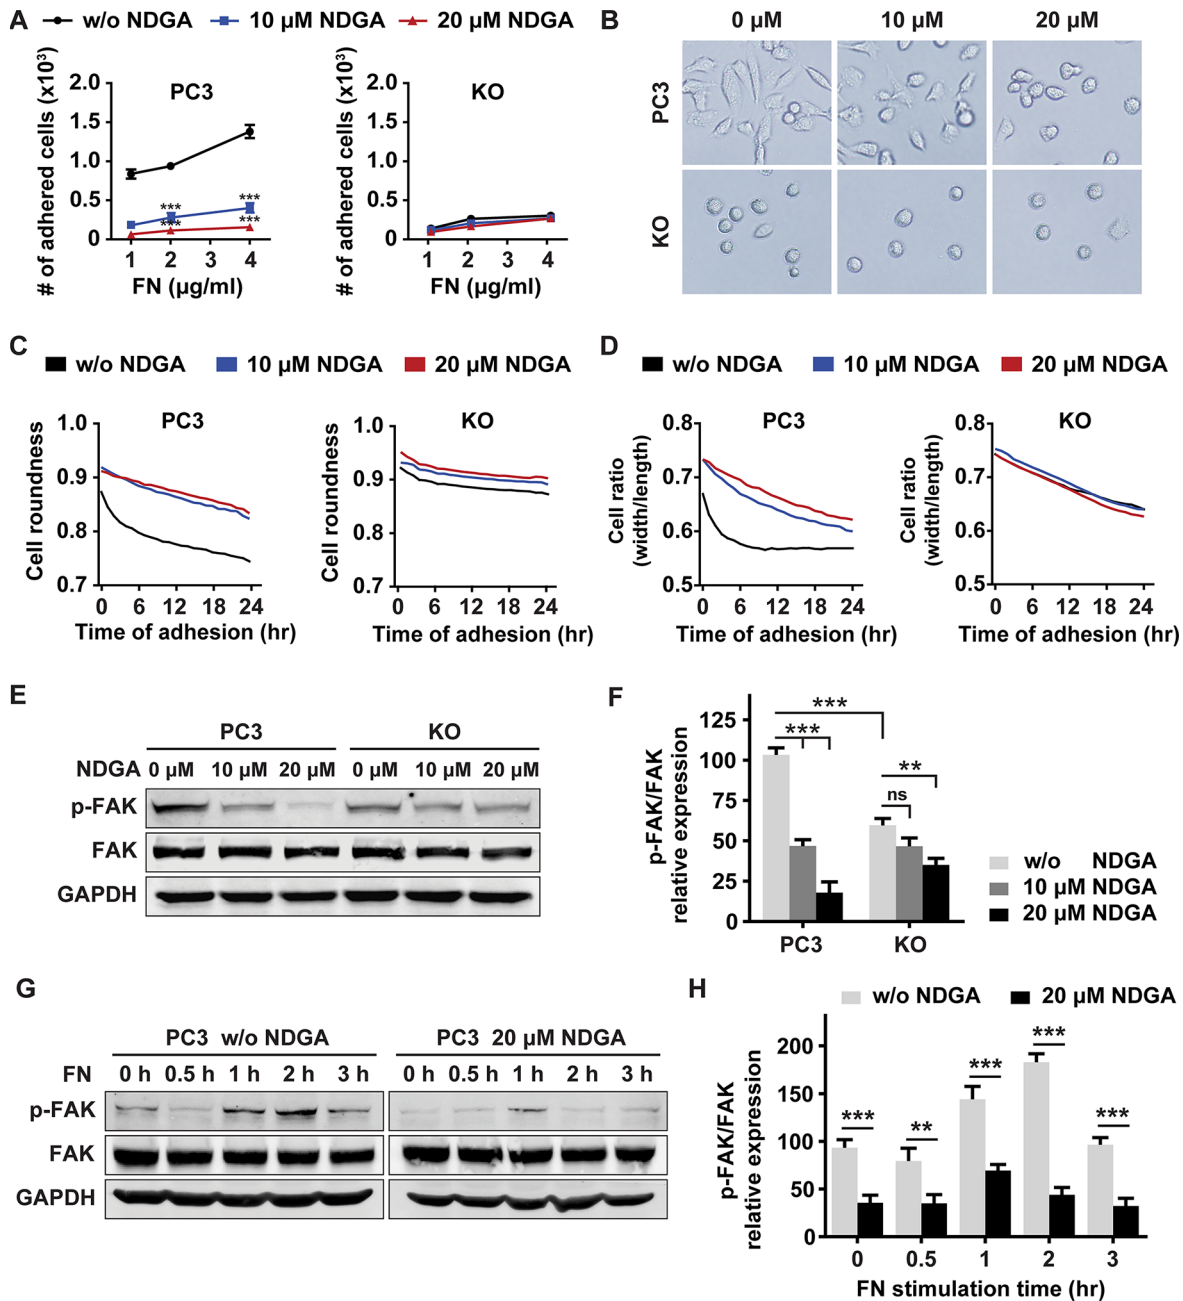 A
w/o NDGA 10 µM NDGA 20 µM NDGA
# of adhered cells (x10³)
2.0
1.5
1.0
0.5
0
PC3
***
***
***
***
1 2 3 4
FN (µg/ml)
# of adhered cells (x10³)
2.0
1.5
1.0
0.5
0
KO
1 2 3 4
FN (µg/ml)
B
0 µM 10 µM 20 µM
PC3
KO
C
w/o NDGA 10 µM NDGA 20 µM NDGA
Cell roundness
1.0
0.9
0.8
0.7
PC3
0 6 12 18 24
Time of adhesion (hr)
Cell roundness
1.0
0.9
0.8
0.7
KO
0 6 12 18 24
Time of adhesion (hr)
D
w/o NDGA 10 µM NDGA 20 µM NDGA
Cell ratio
(width/length)
0.8
0.7
0.6
0.5
PC3
0 6 12 18 24
Time of adhesion (hr)
Cell ratio
(width/length)
0.8
0.7
0.6
0.5
KO
0 6 12 18 24
Time of adhesion (hr)
E
PC3 KO
NDGA 0 µM 10 µM 20 µM 0 µM 10 µM 20 µM
p-FAK
FAK
GAPDH
F
p-FAK/FAK
relative expression
125
100
75
50
25
0
***
***
**
ns
PC3 KO
w/o NDGA
10 µM NDGA
20 µM NDGA
G
PC3 w/o NDGA PC3 20 µM NDGA
FN 0 h 0.5 h 1 h 2 h 3 h 0 h 0.5 h 1 h 2 h 3 h
p-FAK
FAK
GAPDH
H
w/o NDGA 20 µM NDGA
p-FAK/FAK
relative expression
200
150
100
50
0
*** ** *** *** ***
0 0.5 1 2 3
FN stimulation time (hr)